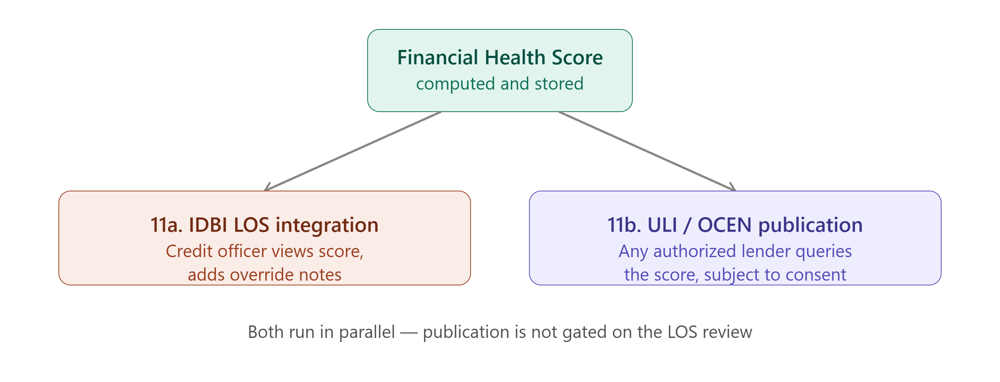 Financial Health Score
computed and stored
11a. IDBI LOS integration
Credit officer views score,
adds override notes
11b. ULI / OCEN publication
Any authorized lender queries
the score, subject to consent
Both run in parallel — publication is not gated on the LOS review